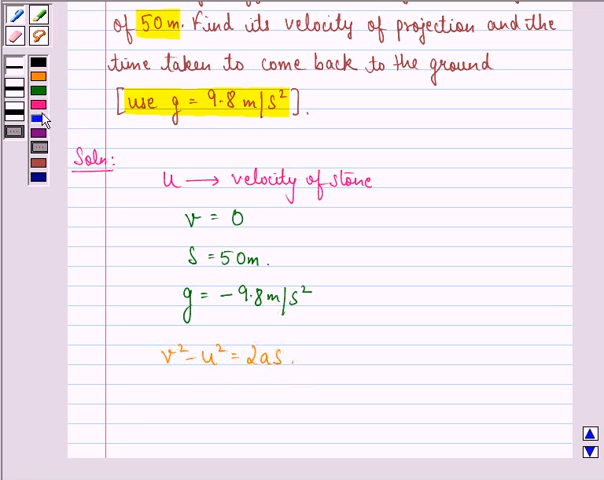 of 50 m. Find its velocity of projection and the
time taken to come back to the ground
[use g = 9.8 m/s²].
Soln:
u → velocity of stone
v = 0
s = 50m.
g = -9.8 m/s²
v² - u² = 2as.